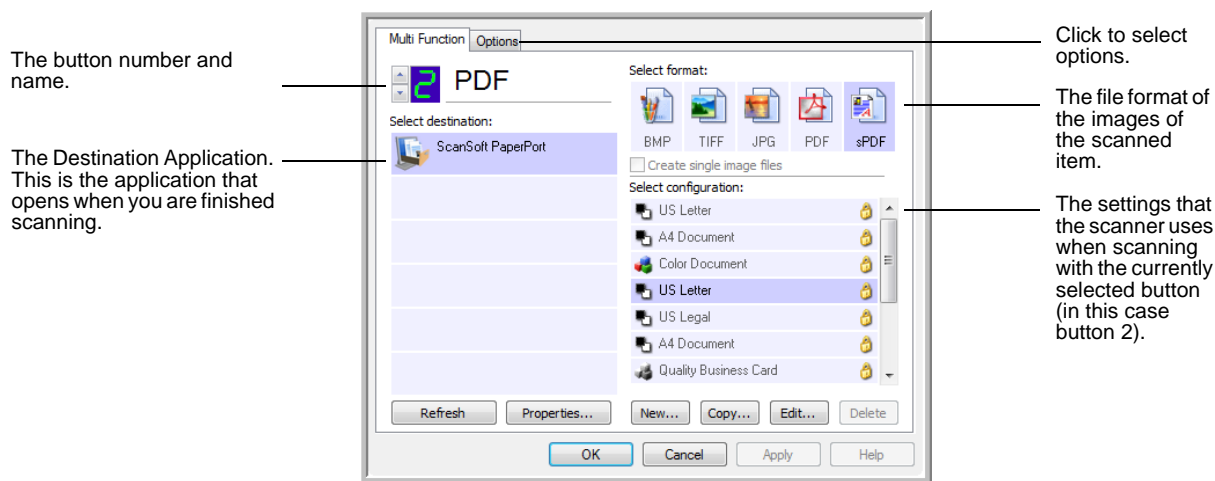 The button number and
name.
The Destination Application.
This is the application that
opens when you are finished
scanning.
Multi Function
Options
2
PDF
Select destination:
ScanSoft PaperPort
Refresh
Properties...
Select format:
BMP
TIFF
JPG
PDF
sPDF
Create single image files
Select configuration:
US Letter
A4 Document
Color Document
US Letter
US Legal
A4 Document
Quality Business Card
New...
Copy...
Edit...
Delete
OK
Cancel
Apply
Help
Click to select
options.
The file format of
the images of
the scanned
item.
The settings that
the scanner uses
when scanning
with the currently
selected button
(in this case
button 2).